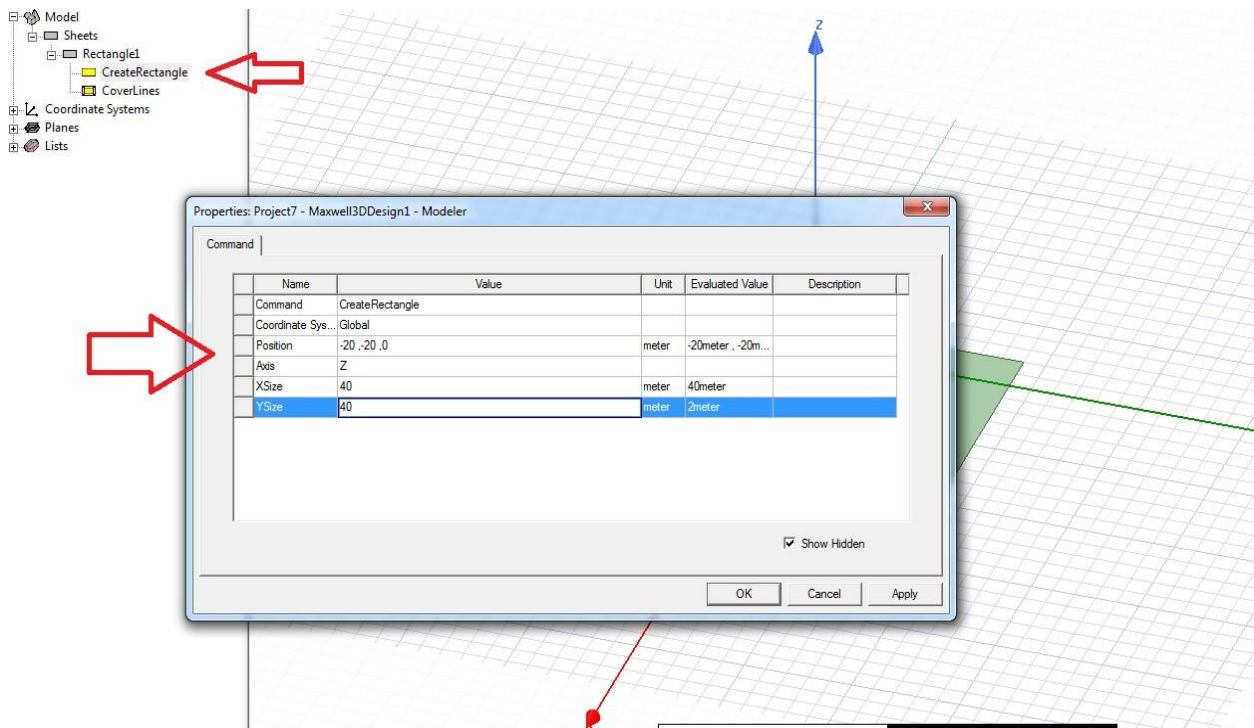 Model
Sheets
Rectangle1
CreateRectangle
CoverLines
Coordinate Systems
Planes
Lists
Z
Properties: Project7 - Maxwell3DDesign1 - Modeler
X
Command
Name Value Unit Evaluated Value Description
Command CreateRectangle
Coordinate Sys... Global
Position -20 ,-20 ,0 meter -20meter , -20m...
Axis Z
XSize 40 meter 40meter
YSize 40 meter 2meter
Show Hidden
OK Cancel Apply